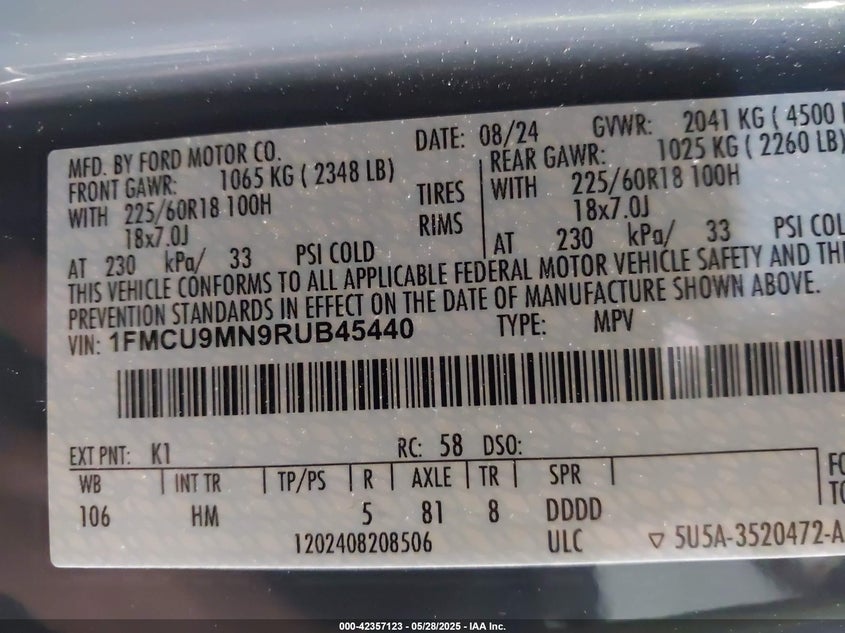 MFD. BY FORD MOTOR CO.
DATE: 08/24
GVWR: 2041 KG ( 4500
FRONT GAWR: 1065 KG ( 2348 LB)
REAR GAWR: 1025 KG ( 2260 LB)
WITH 225/60R18 100H
TIRES
WITH 225/60R18 100H
18x7.0J
RIMS
18x7.0J
AT 230 kPa/ 33 PSI COLD
AT 230 kPa/ 33 PSI COL
THIS VEHICLE CONFORMS TO ALL APPLICABLE FEDERAL MOTOR VEHICLE SAFETY AND THE
PREVENTION STANDARDS IN EFFECT ON THE DATE OF MANUFACTURE SHOWN ABOVE.
VIN: 1FMCU9MN9RUB45440
TYPE: MPV
EXT PNT: K1
RC: 58 DSO:
WB INT TR TP/PS R AXLE TR SPR
106 HM 5 81 8 DDDD
1202408208506
ULC
5U5A-3520472-A
000-42357123 - 05/28/2025 - IAA Inc.